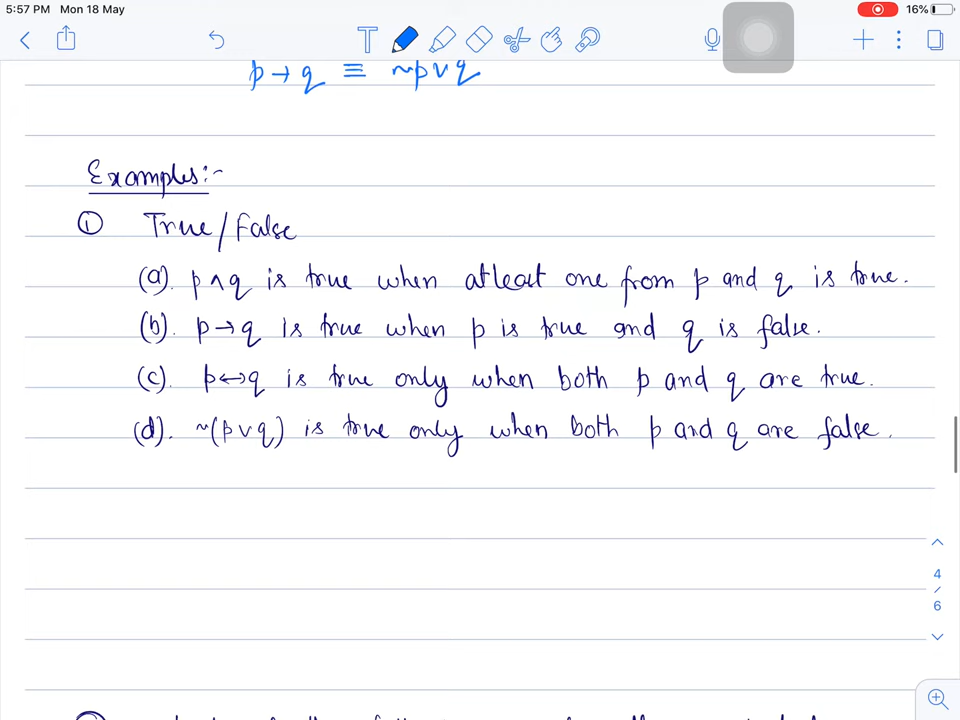 5:57 PM Mon 18 May
16%
T
p → q ≡ ~p ∨ q
Examples:-
① True/False
(a). p ∧ q is true when atleast one from p and q is true.
(b). p → q is true when p is true and q is false.
(c). p ↔ q is true only when both p and q are true.
(d). ~(p ∨ q) is true only when both p and q are false.
4
/
6